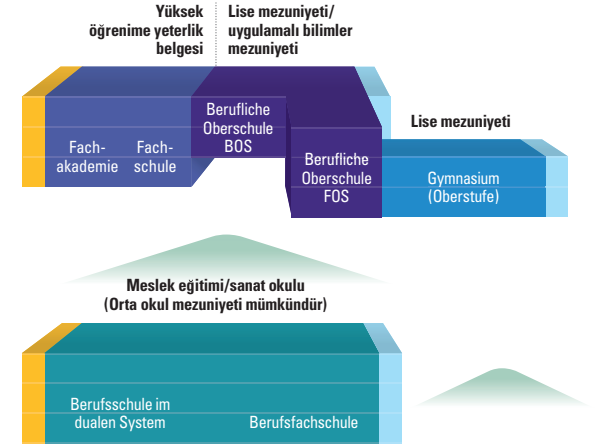 Yüksek
öğrenime yeterlik
belgesi
Lise mezuniyeti/
uygulamalı bilimler
mezuniyeti
Lise mezuniyeti
Fach-
akademie
Fach-
schule
Berufliche
Oberschule
BOS
Berufliche
Oberschule
FOS
Gymnasium
(Oberstufe)
Meslek eğitimi/sanat okulu
(Orta okul mezuniyeti mümkündür)
Berufsschule im
dualen System
Berufsfachschule